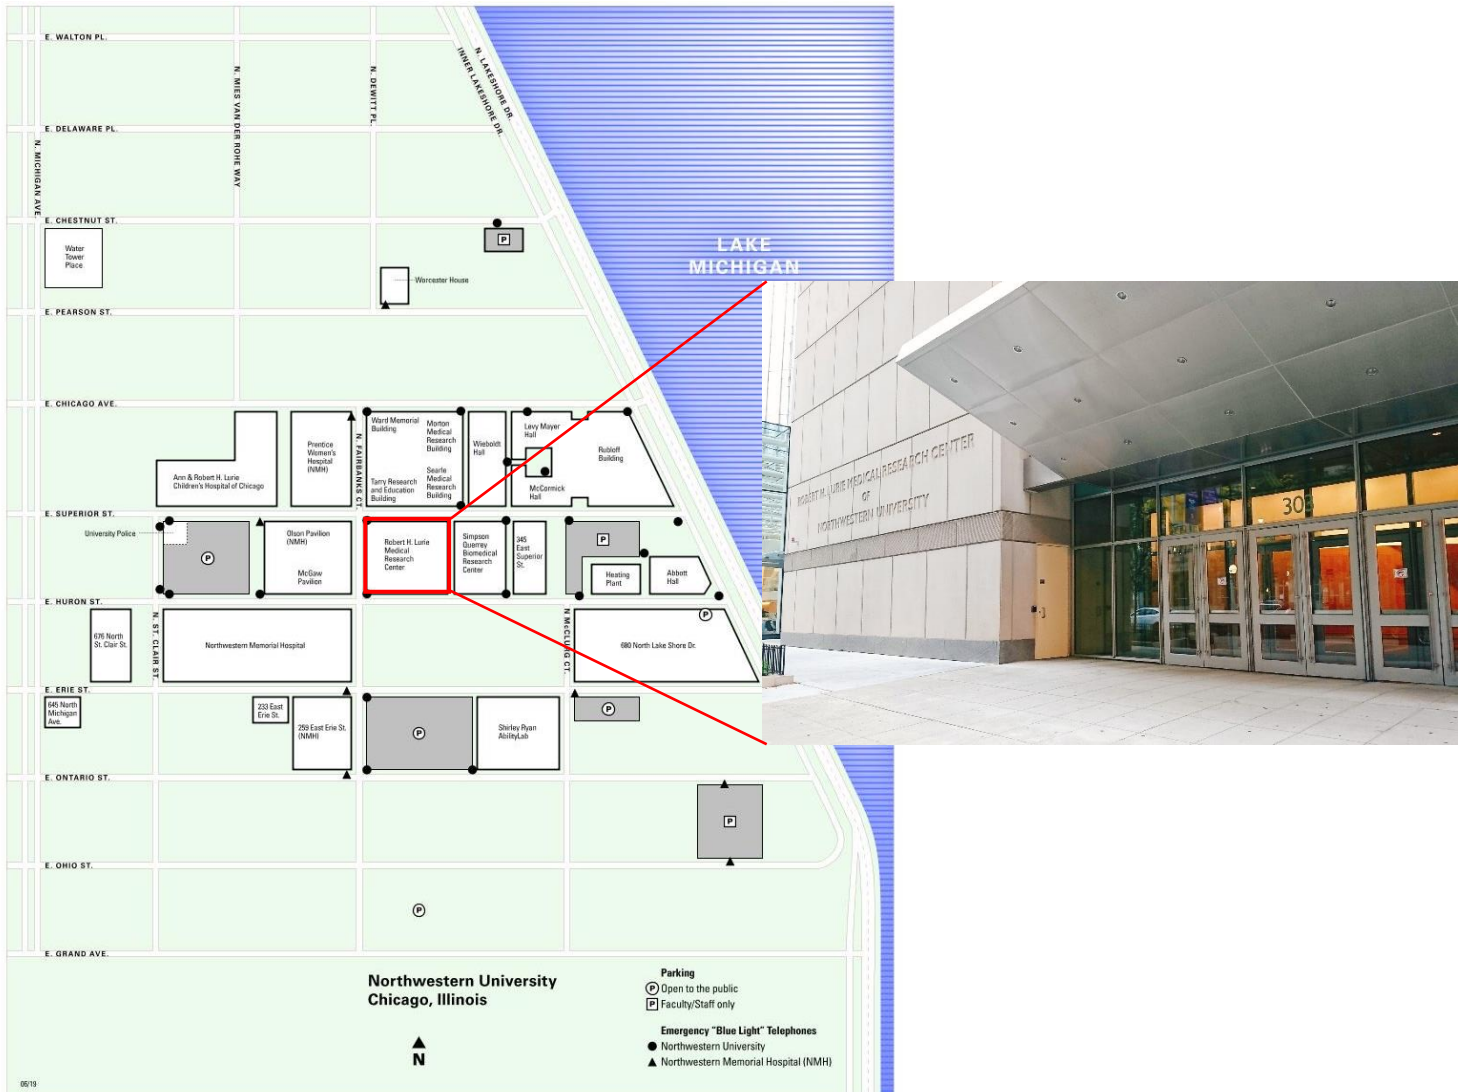 E. WALTON PL.
N. LAKESHORE DR.
INNER LAKESHORE DR.
N. MIES VAN DER ROHE WAY
N. DEWITT PL.
E. DELAWARE PL.
N. MICHIGAN AVE.
E. CHESTNUT ST.
Water
Tower
Place
P
LAKE
MICHIGAN
Worcester House
E. PEARSON ST.
E. CHICAGO AVE.
N. FAIRBANKS CT.
Ann & Robert H. Lurie
Children's Hospital of Chicago
Prentice
Women's
Hospital
(NMH)
Ward Memorial
Building
Morton
Medical
Research
Building
Tarry Research
and Education
Building
Searle
Medical
Research
Building
Wieboldt
Hall
Levy Mayer
Hall
McCormick
Hall
Rubloff
Building
E. SUPERIOR ST.
University Police
P
Olson Pavilion
(NMH)
McGaw
Pavilion
Robert H. Lurie
Medical
Research
Center
Simpson
Querrey
Biomedical
Research
Center
345
East
Superior
St.
P
Heating
Plant
Abbott
Hall
E. HURON ST.
N. ST. CLAIR ST.
N McCLURG CT.
676 North
St. Clair St.
Northwestern Memorial Hospital
P
680 North Lake Shore Dr.
E. ERIE ST.
645 North
Michigan
Ave.
233 East
Erie St.
259 East Erie St.
(NMH)
P
Shirley Ryan
AbilityLab
P
E. ONTARIO ST.
P
E. OHIO ST.
P
E. GRAND AVE.
Northwestern University
Chicago, Illinois
N
Parking
P Open to the public
P Faculty/Staff only
Emergency "Blue Light" Telephones
Northwestern University
Northwestern Memorial Hospital (NMH)
06/19
ROBERT H. LURIE MEDICAL RESEARCH CENTER
OF
NORTHWESTERN UNIVERSITY
303